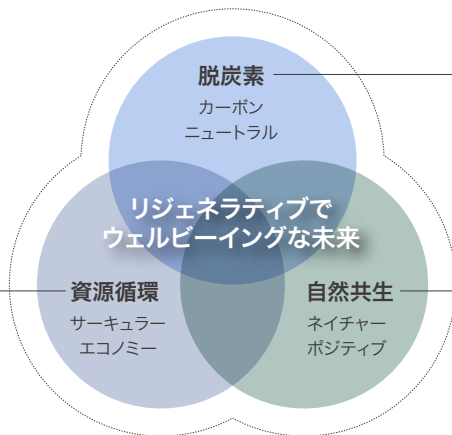 脱炭素
カーボン
ニュートラル
リジェネラティブで
ウェルビーイングな未来
資源循環
サーキュラー
エコノミー
自然共生
ネイチャー
ポジティブ